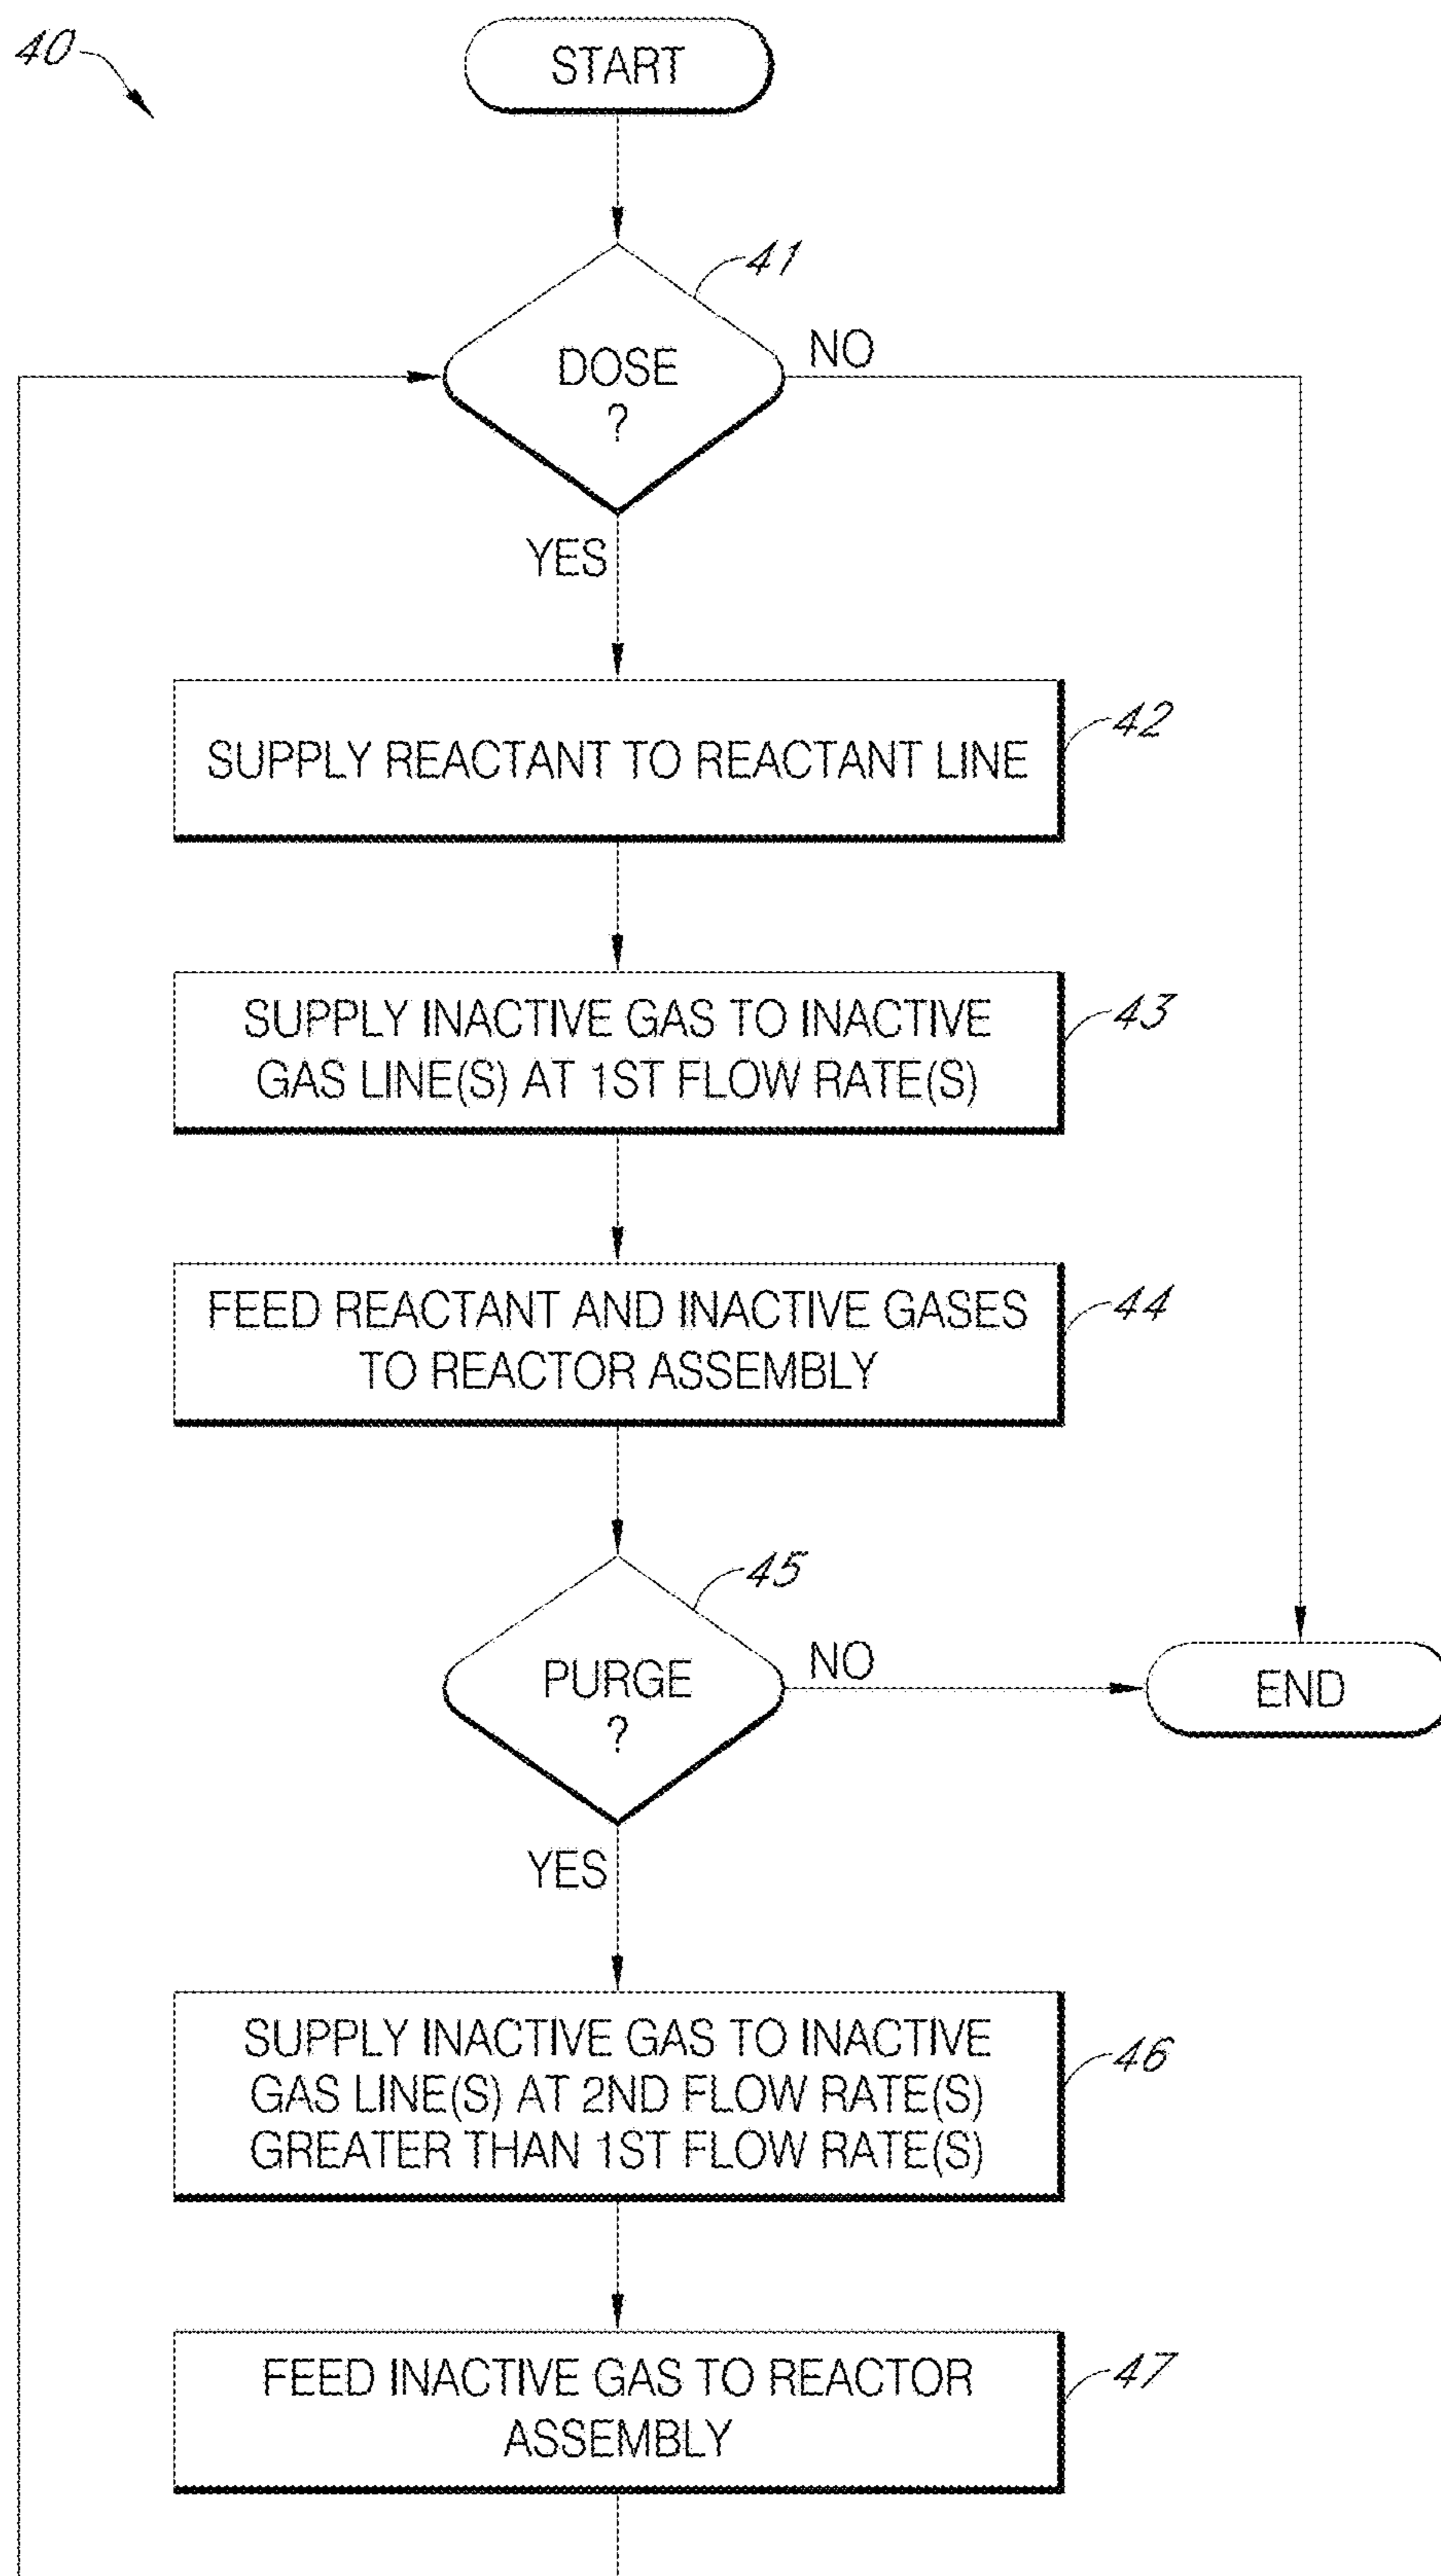 40
START
41
DOSE
?
NO
YES
42
SUPPLY REACTANT TO REACTANT LINE
43
SUPPLY INACTIVE GAS TO INACTIVE
GAS LINE(S) AT 1ST FLOW RATE(S)
44
FEED REACTANT AND INACTIVE GASES
TO REACTOR ASSEMBLY
45
PURGE
?
NO
END
YES
46
SUPPLY INACTIVE GAS TO INACTIVE
GAS LINE(S) AT 2ND FLOW RATE(S)
GREATER THAN 1ST FLOW RATE(S)
47
FEED INACTIVE GAS TO REACTOR
ASSEMBLY